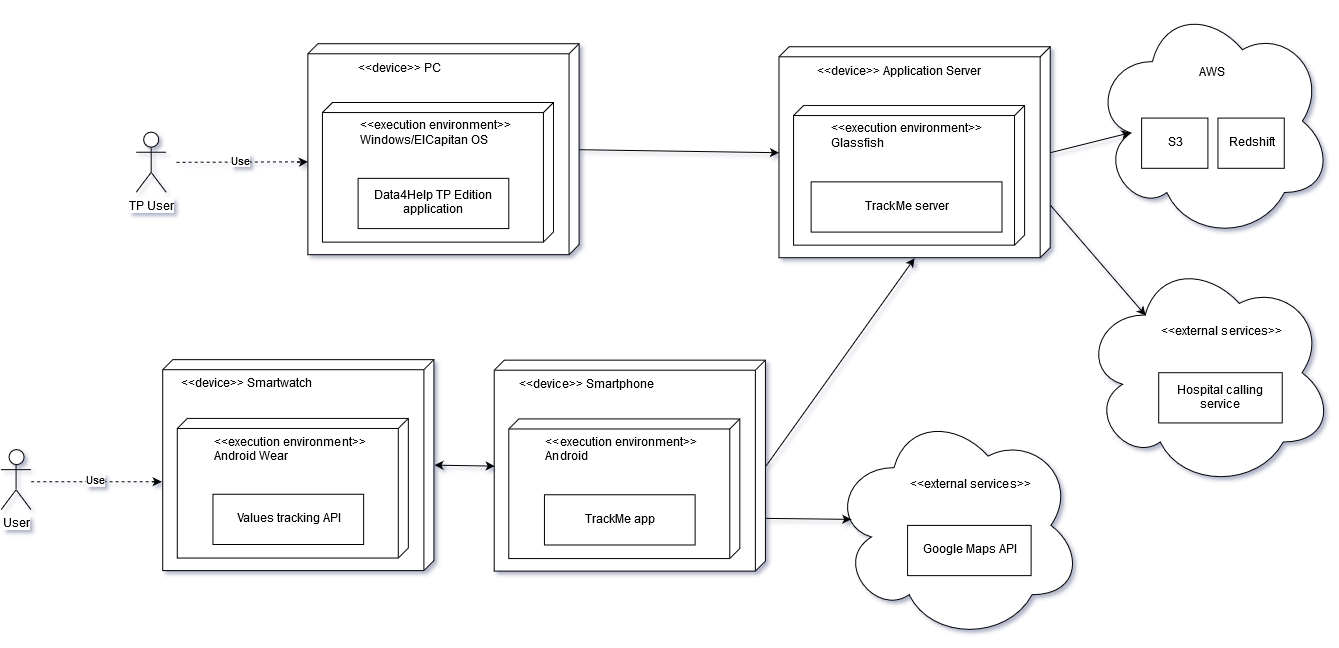 <<device>> PC
<<execution environment>>
Windows/ElCapitan OS
Data4Help TP Edition
application
Use
TP User
<<device>> Application Server
<<execution environment>>
Glassfish
TrackMe server
AWS
S3
Redshift
<<external services>>
Hospital calling
service
<<device>> Smartwatch
<<execution environment>>
Android Wear
Values tracking API
Use
User
<<device>> Smartphone
<<execution environment>>
Android
TrackMe app
<<external services>>
Google Maps API